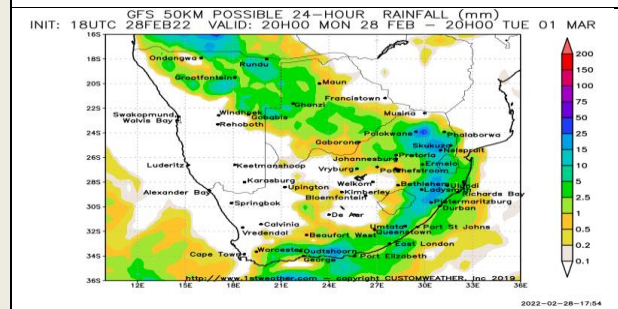 GFS 50KM POSSIBLE 24-HOUR RAINFALL (mm)
INIT: 18UTC 28FEB22 VALID: 20H00 MON 28 FEB - 20H00 TUE 01 MAR
16S
18S
20S
22S
24S
26S
28S
30S
32S
34S
36S
Ondangwa
Rundu
Grootfontein
Maun
Francistown
Ghanzi
Windhoek
Gobabis
Swakopmund
Walvis Bay
Rehoboth
Musina
Polokwane
Phalaborwa
Gaborone
Skukuza
Nelspruit
Pretoria
Johannesburg
Ermelo
Luderitz
Keetmanshoop
Vryburg
Potchefstroom
Karasburg
Upington
Welkom
Bethlehem
Ulundi
Alexander Bay
Kimberley
Ladysmith
Richards Bay
Springbok
Bloemfontein
Pietermaritzburg
Durban
De Aar
Calvinia
Umtata
Port St Johns
Vredendal
Beaufort West
Queenstown
East London
Cape Town
Worcester
Oudtshoorn
George
Port Elizabeth
http://www.1stweather.com - copyright CUSTOMWEATHER, Inc 2019
12E 15E 18E 21E 24E 27E 30E 33E 36E
200
150
100
75
50
25
15
10
5
2.5
1
0.5
0.2
0.1
2022-02-28-17:54